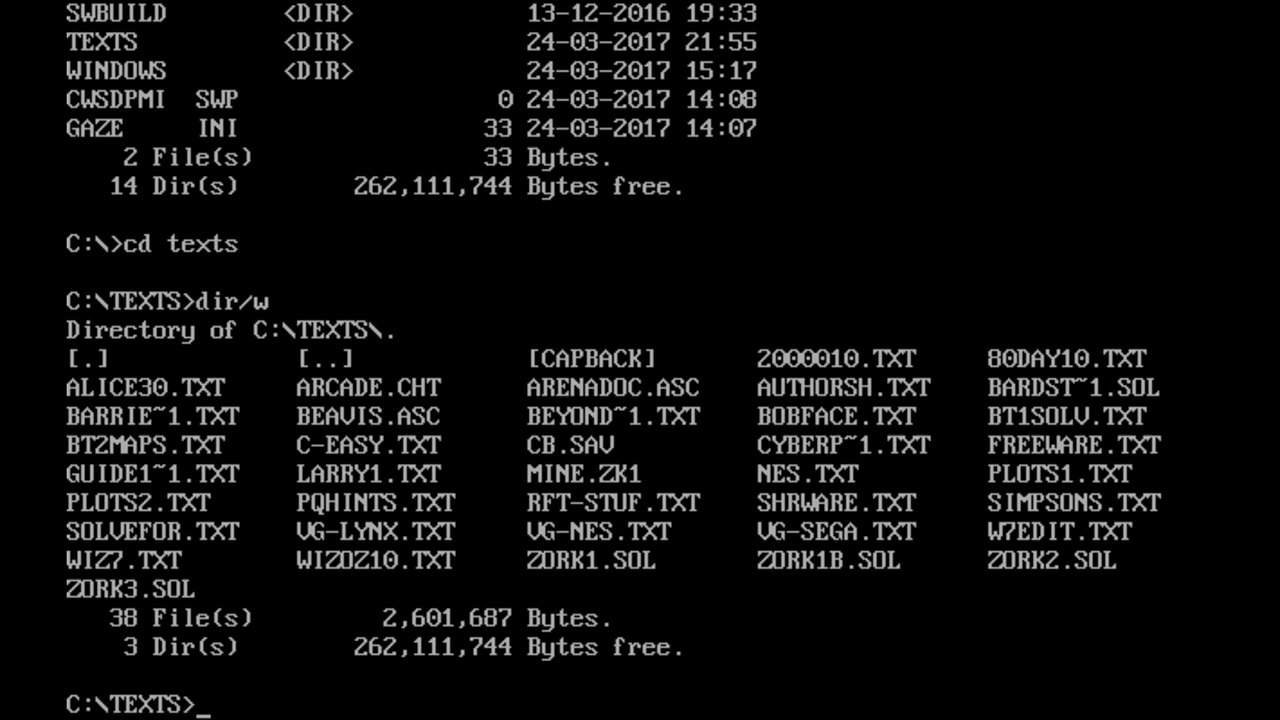 SWBUILD <DIR> 13-12-2016 19:33
TEXTS <DIR> 24-03-2017 21:55
WINDOWS <DIR> 24-03-2017 15:17
CWSDPMI SWP 0 24-03-2017 14:08
GAZE INI 33 24-03-2017 14:07
2 File(s) 33 Bytes.
14 Dir(s) 262,111,744 Bytes free.
C:\>cd texts
C:\TEXTS>dir/w
Directory of C:\TEXTS\.
[.] [..] [CAPBACK] 2000010.TXT 80DAY10.TXT
ALICE30.TXT ARCADE.CHT ARENADOC.ASC AUTHORSH.TXT BARDST~1.SOL
BARRIE~1.TXT BEAVIS.ASC BEYOND~1.TXT BOBFACE.TXT BT1SOLV.TXT
BT2MAPS.TXT C-EASY.TXT CB.SAV CYBERP~1.TXT FREEWARE.TXT
GUIDE1~1.TXT LARRY1.TXT MINE.ZK1 NES.TXT PLOTS1.TXT
PLOTS2.TXT PQHINTS.TXT RFT-STUF.TXT SHRWARE.TXT SIMPSONS.TXT
SOLVEFOR.TXT VG-LYNX.TXT VG-NES.TXT VG-SEGA.TXT W7EDIT.TXT
WIZ7.TXT WIZOZ10.TXT ZORK1.SOL ZORK1B.SOL ZORK2.SOL
ZORK3.SOL
38 File(s) 2,601,687 Bytes.
3 Dir(s) 262,111,744 Bytes free.
C:\TEXTS>_